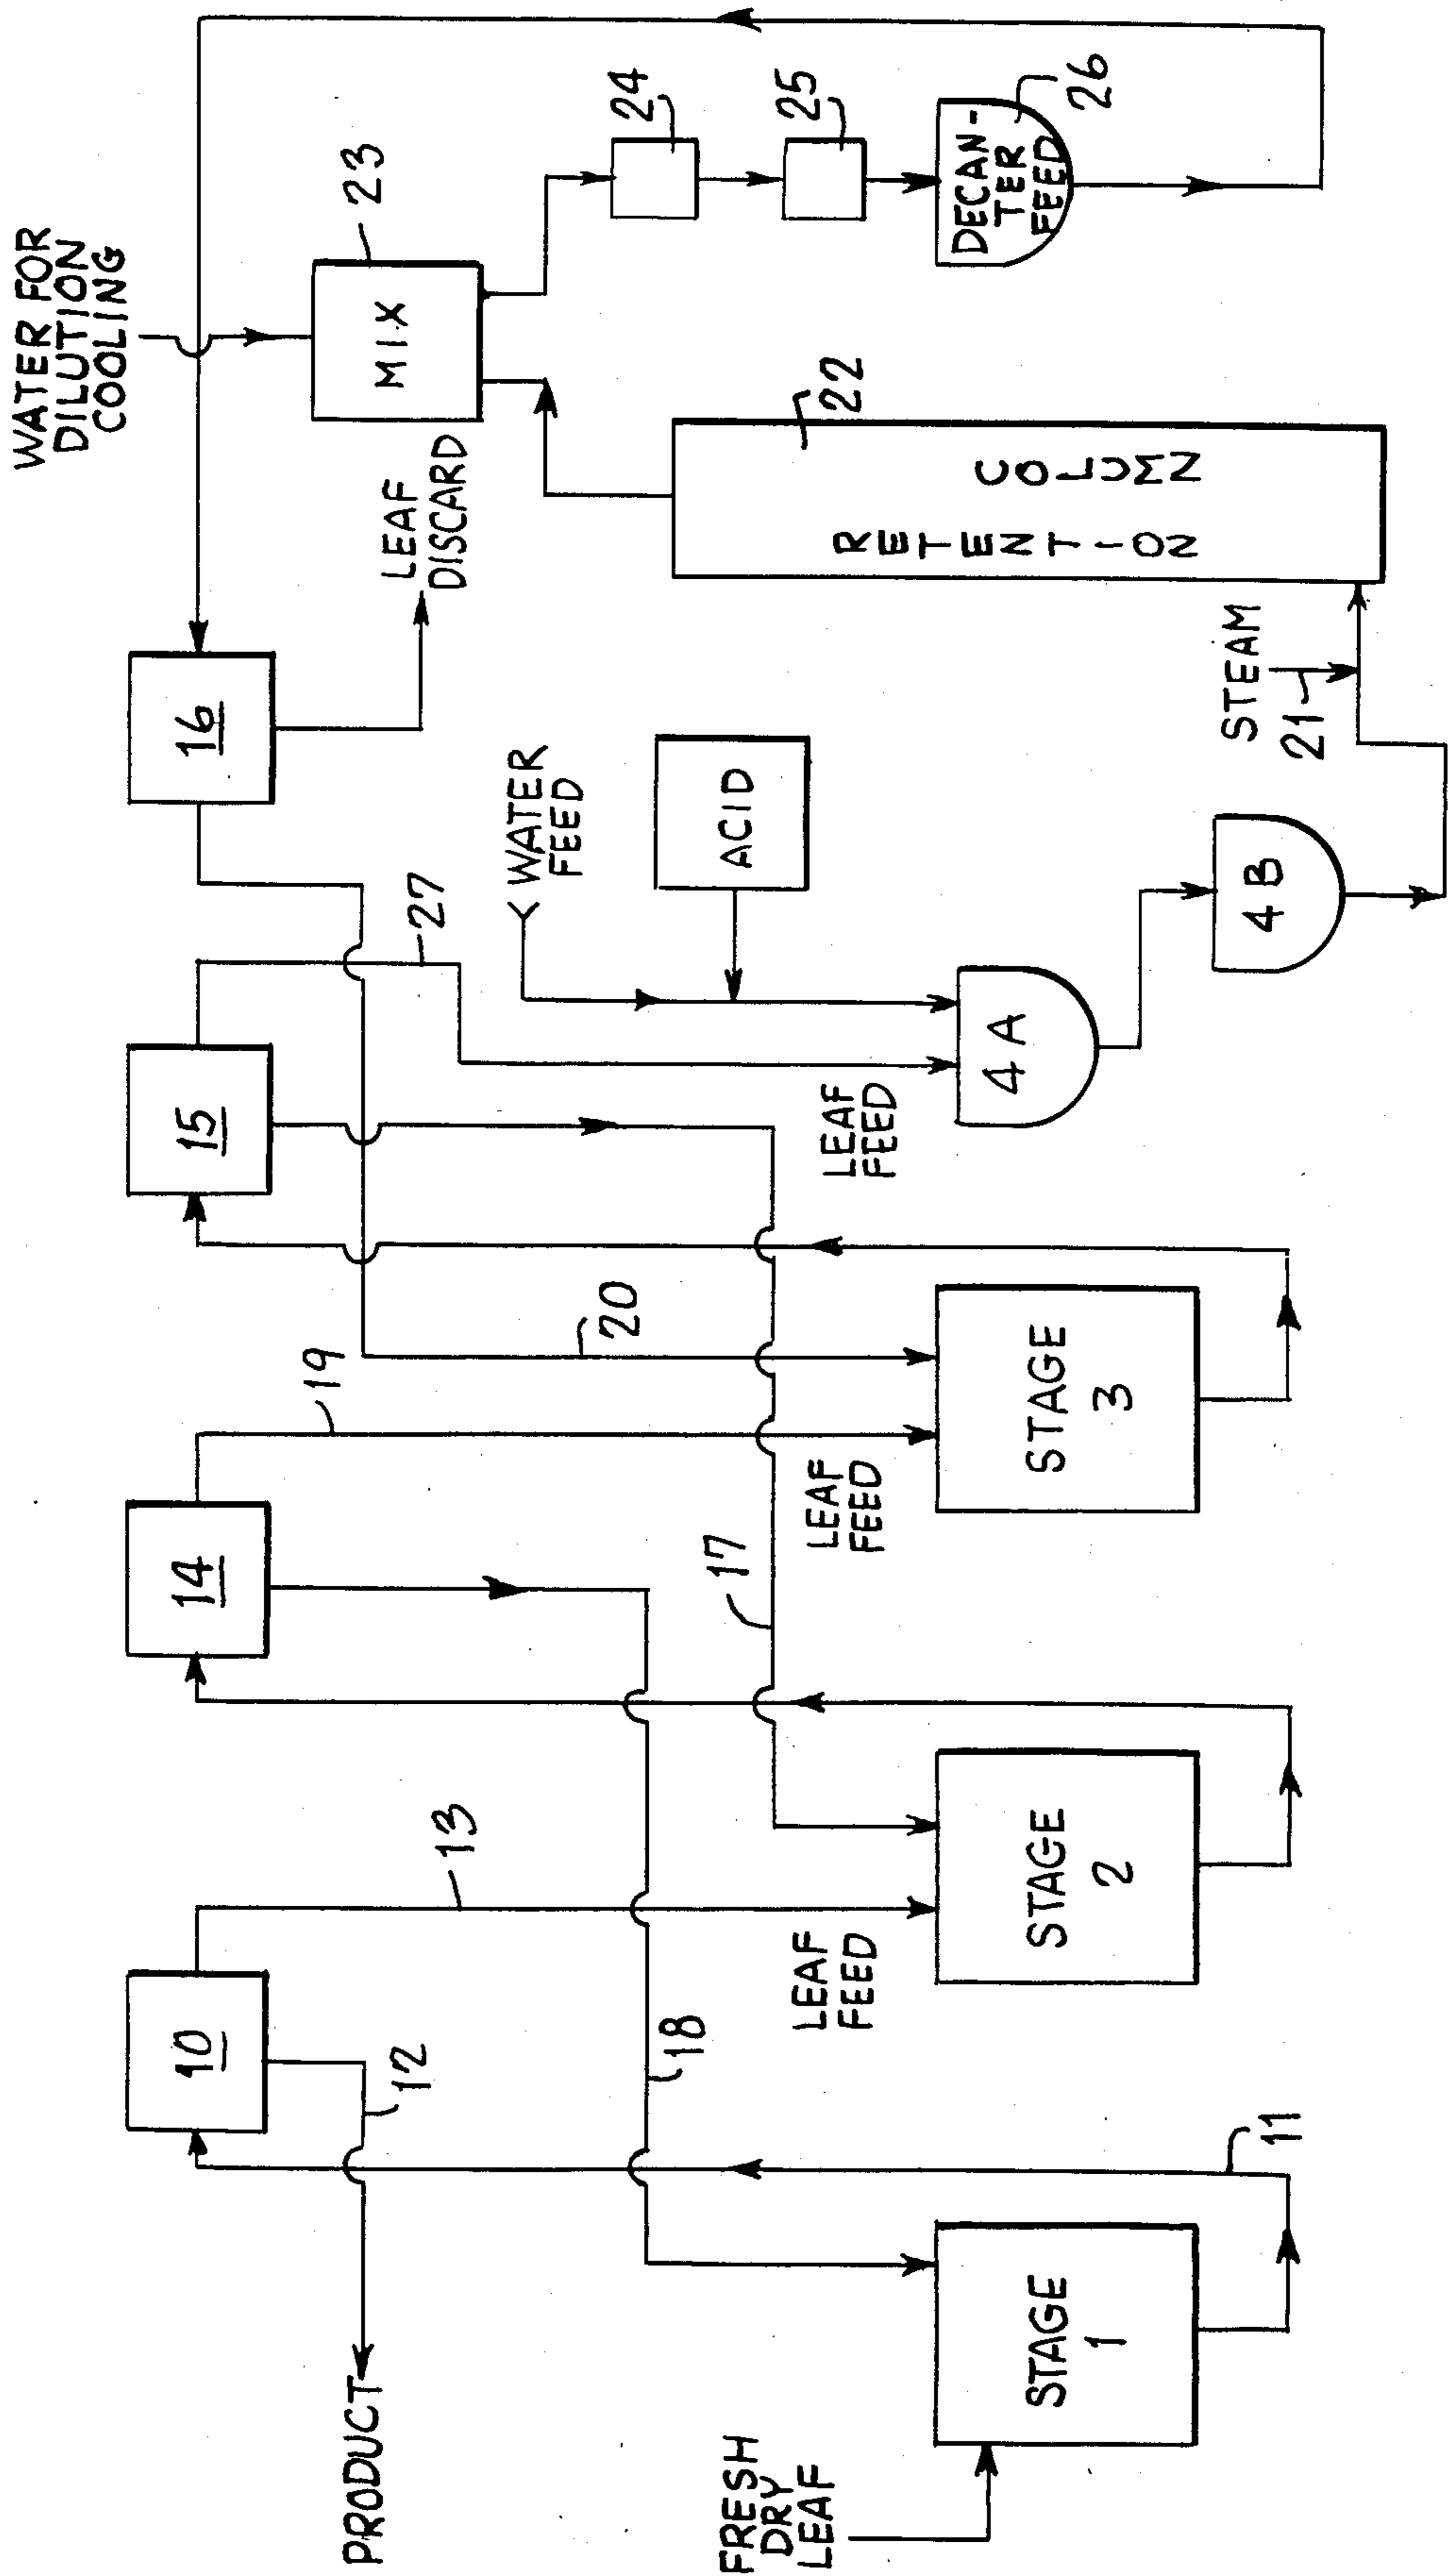 WATER FOR
DILUTION
COOLING
10
14
15
16
23
MIX
24
25
DECAN-
TER
FEED
26
PRODUCT
12
13
19
27
LEAF
DISCARD
WATER
FEED
ACID
20
17
18
22
RETENTION
COLUMN
FRESH
DRY
LEAF
LEAF
FEED
LEAF
FEED
LEAF
FEED
STAGE
1
STAGE
2
STAGE
3
4A
4B
STEAM
21
11